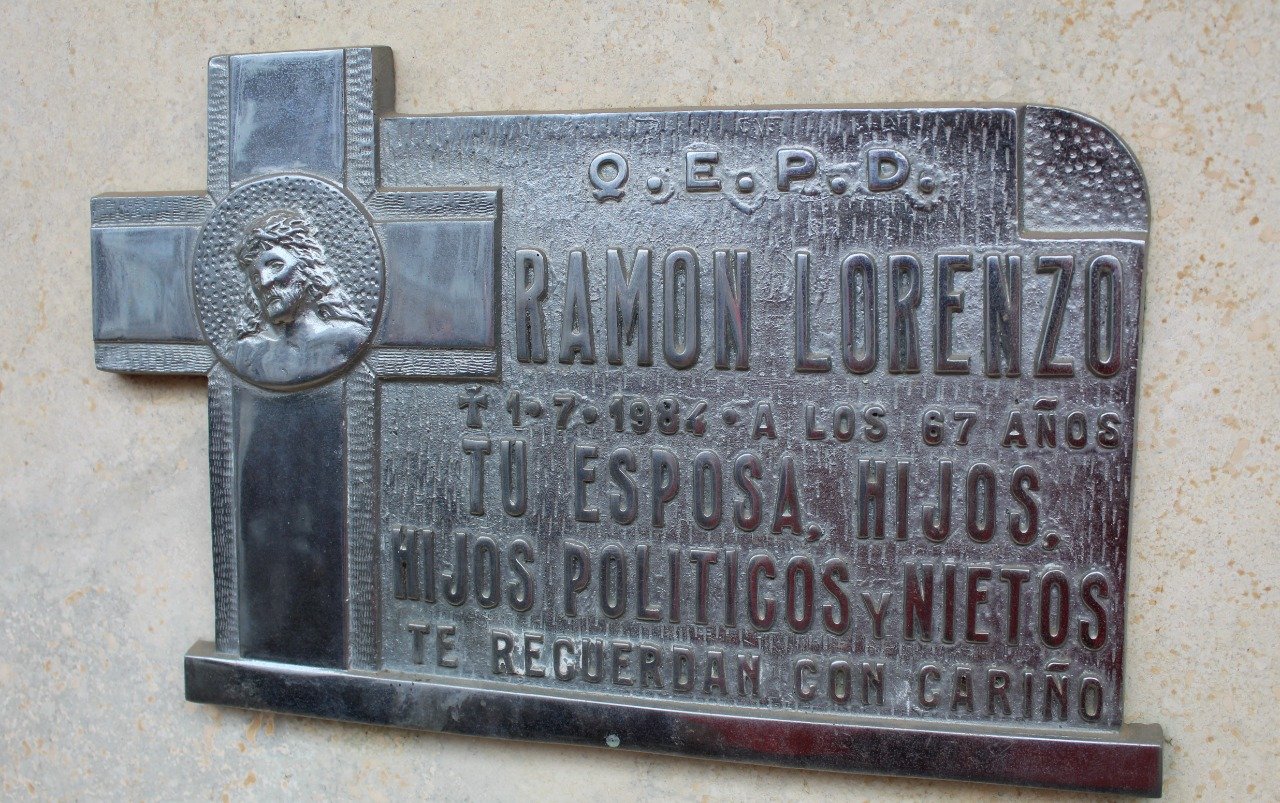 Q.E.P.D.
RAMON LORENZO
✝ 1·7·1984·A LOS 67 AÑOS
TU ESPOSA, HIJOS,
HIJOS POLITICOS Y NIETOS
TE RECUERDAN CON CARIÑO